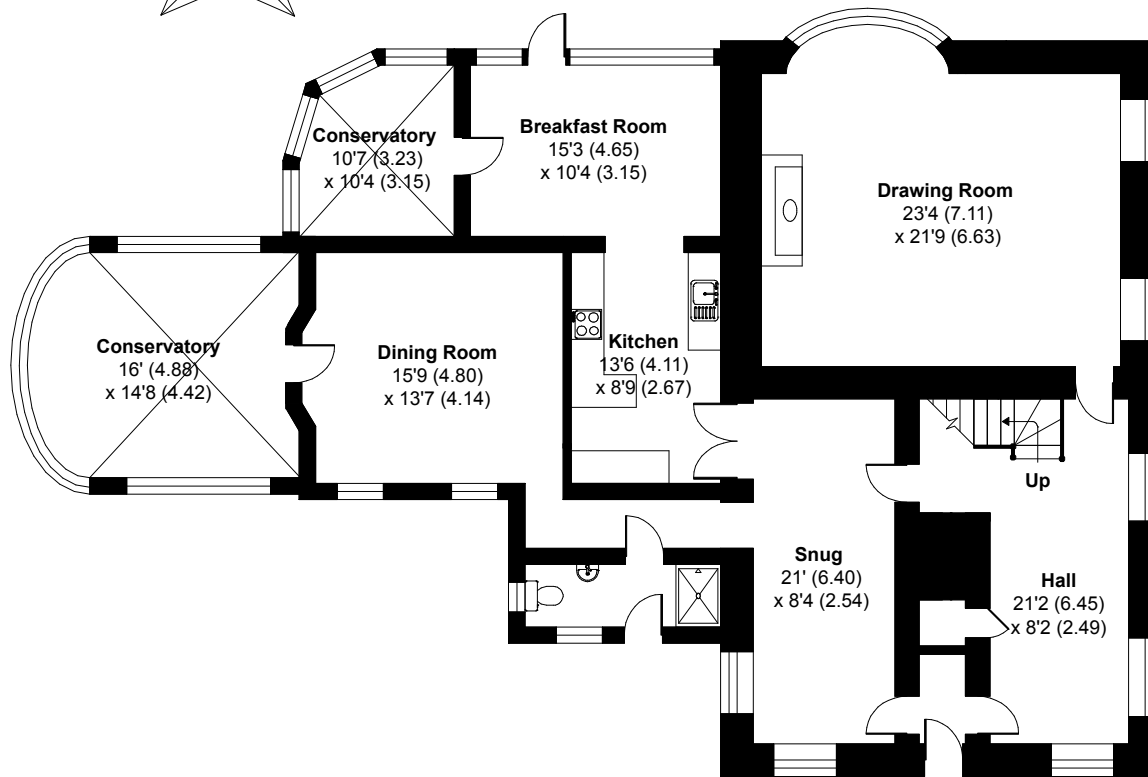 Conservatory
10'7 (3.23)
x 10'4 (3.15)
Breakfast Room
15'3 (4.65)
x 10'4 (3.15)
Drawing Room
23'4 (7.11)
x 21'9 (6.63)
Conservatory
16' (4.88)
x 14'8 (4.42)
Dining Room
15'9 (4.80)
x 13'7 (4.14)
Kitchen
13'6 (4.11)
x 8'9 (2.67)
Up
Snug
21' (6.40)
x 8'4 (2.54)
Hall
21'2 (6.45)
x 8'2 (2.49)